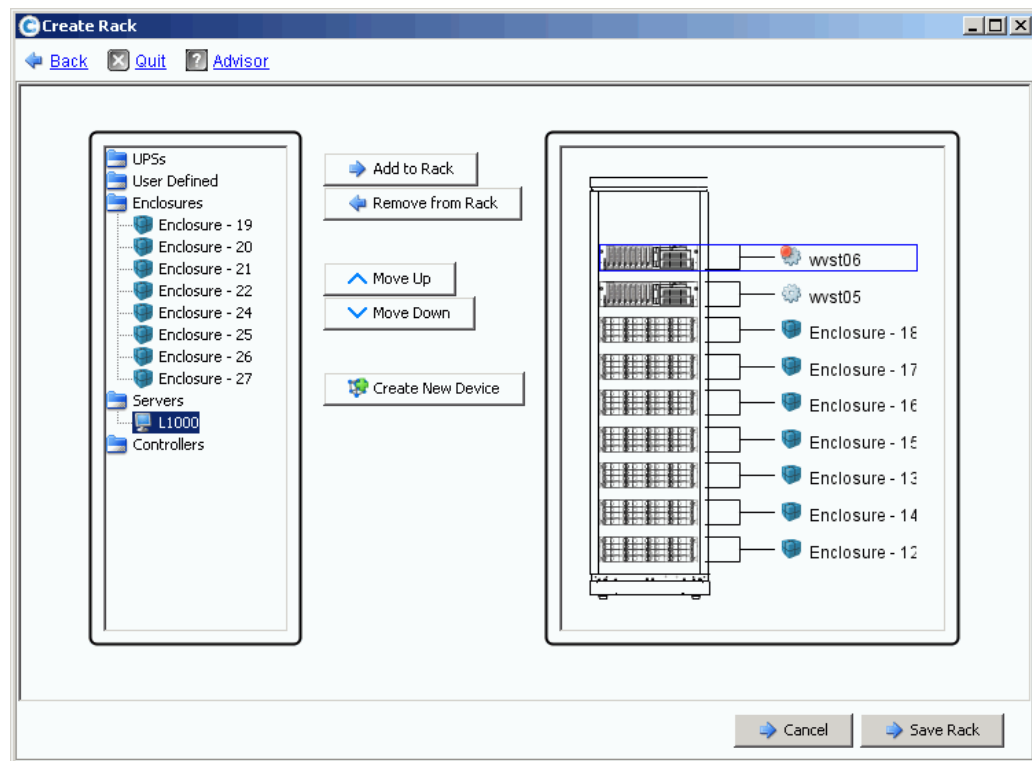 Create Rack
Back Quit Advisor
UPSs
User Defined
Enclosures
Enclosure - 19
Enclosure - 20
Enclosure - 21
Enclosure - 22
Enclosure - 24
Enclosure - 25
Enclosure - 26
Enclosure - 27
Servers
L1000
Controllers
Add to Rack
Remove from Rack
Move Up
Move Down
Create New Device
wvst06
wvst05
Enclosure - 18
Enclosure - 17
Enclosure - 16
Enclosure - 15
Enclosure - 13
Enclosure - 14
Enclosure - 12
Cancel Save Rack